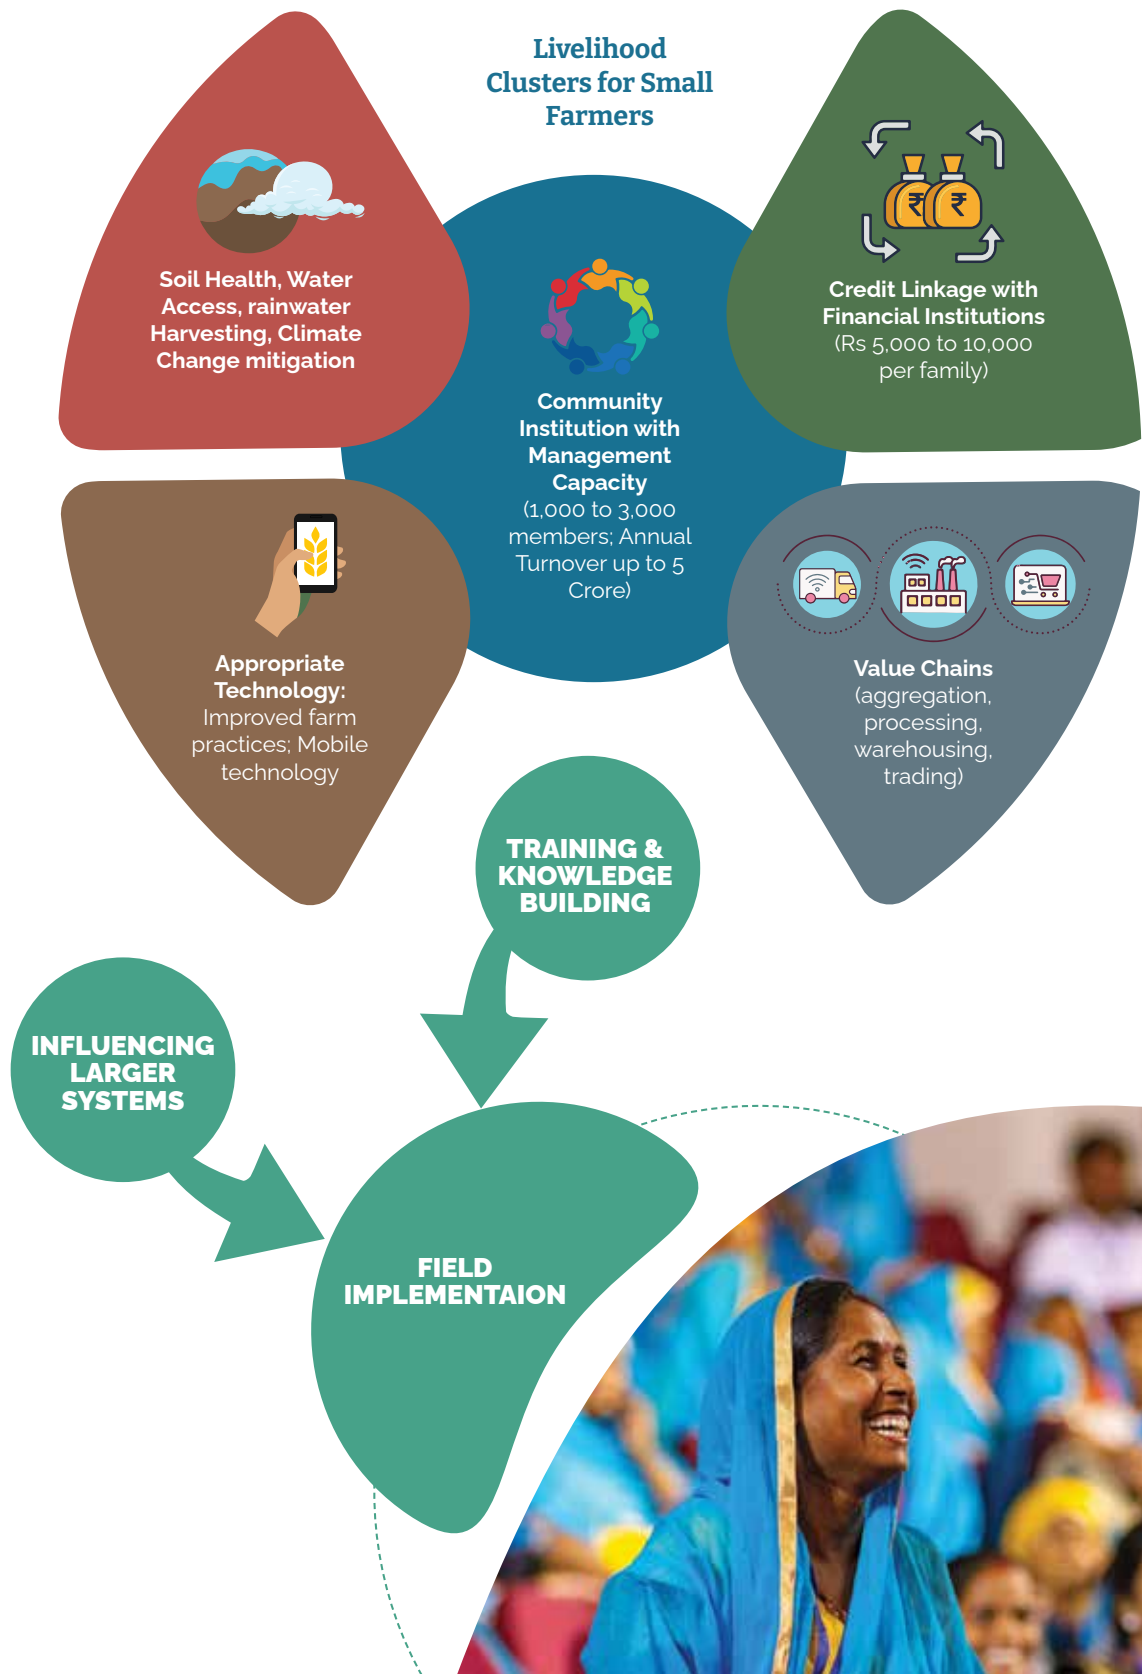 Livelihood
Clusters for Small
Farmers
Soil Health, Water
Access, rainwater
Harvesting, Climate
Change mitigation
Credit Linkage with
Financial Institutions
(Rs 5,000 to 10,000
per family)
₹ ₹
Community
Institution with
Management
Capacity
(1,000 to 3,000
members; Annual
Turnover up to 5
Crore)
Appropriate
Technology:
Improved farm
practices; Mobile
technology
Value Chains
(aggregation,
processing,
warehousing,
trading)
TRAINING &
KNOWLEDGE
BUILDING
INFLUENCING
LARGER
SYSTEMS
FIELD
IMPLEMENTAION